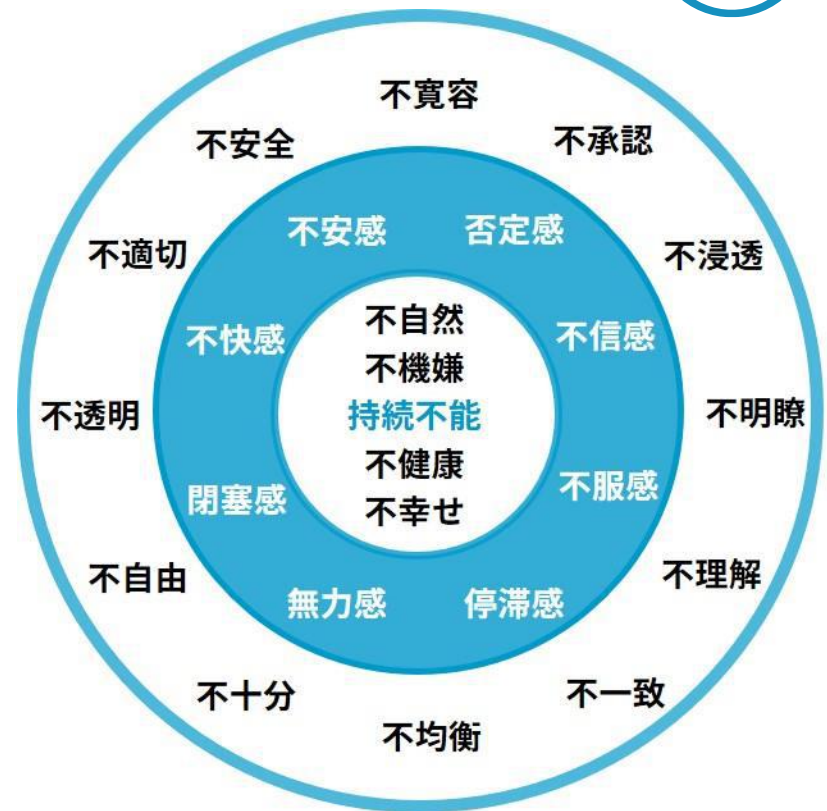 不寛容
不安全
不承認
不適切
不浸透
不安感
否定感
不快感
不信感
不自然
不機嫌
持続不能
不健康
不幸せ
不透明
不明瞭
閉塞感
不服感
不自由
不理解
無力感
停滞感
不十分
不一致
不均衡